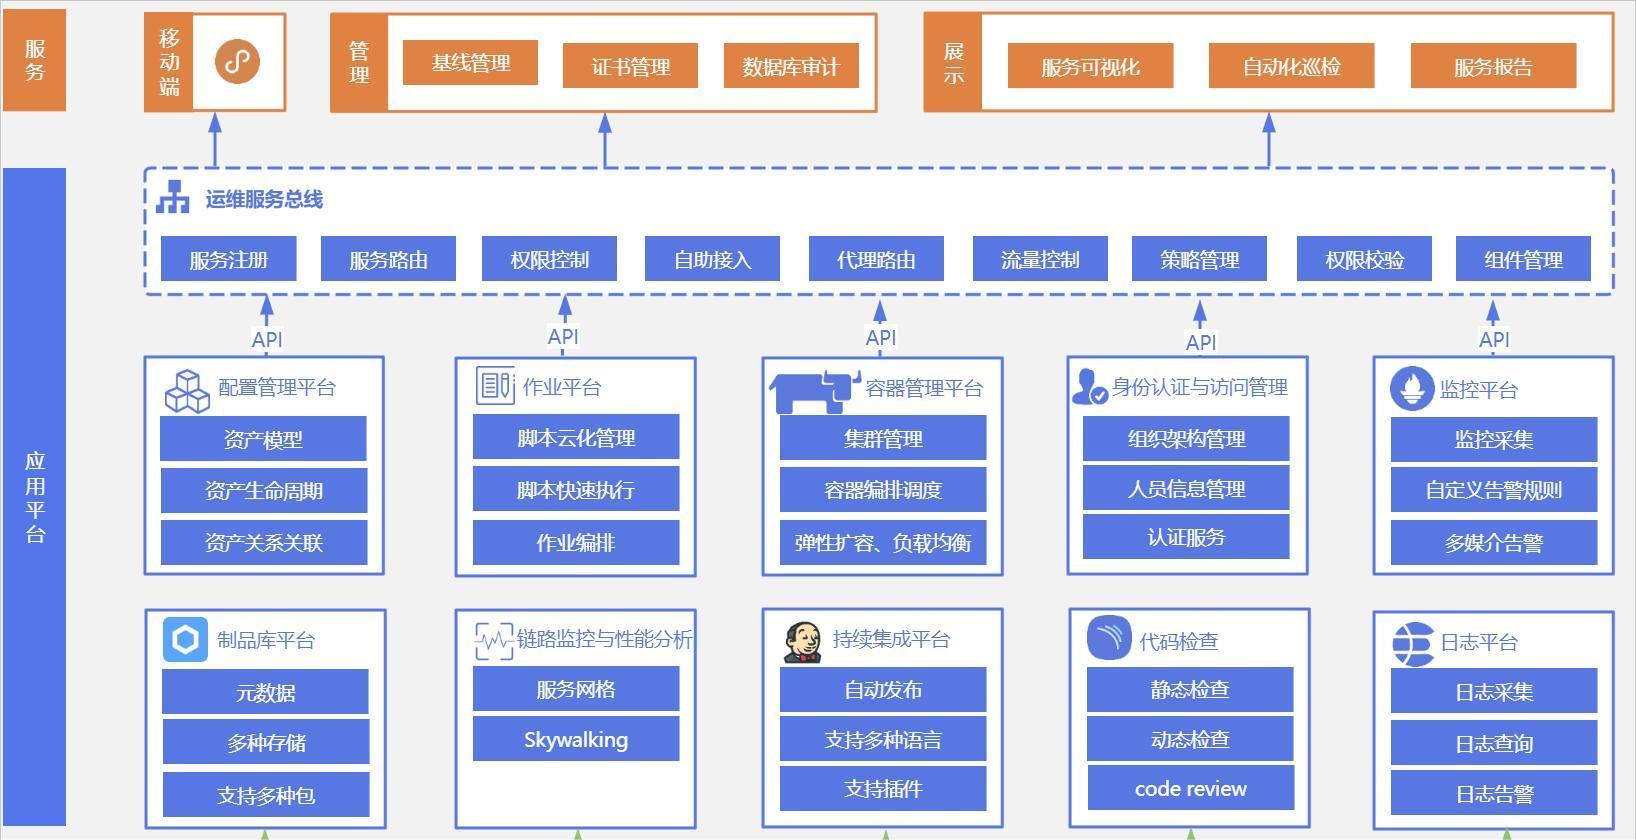 服务
移动端
管理
基线管理
证书管理
数据库审计
展示
服务可视化
自动化巡检
服务报告
应用平台
运维服务总线
服务注册
服务路由
权限控制
自助接入
代理路由
流量控制
策略管理
权限校验
组件管理
API
API
API
API
API
配置管理平台
资产模型
资产生命周期
资产关系关联
作业平台
脚本云化管理
脚本快速执行
作业编排
容器管理平台
集群管理
容器编排调度
弹性扩容、负载均衡
身份认证与访问管理
组织架构管理
人员信息管理
认证服务
监控平台
监控采集
自定义告警规则
多媒介告警
制品库平台
元数据
多种存储
支持多种包
链路监控与性能分析
服务网格
Skywalking
持续集成平台
自动发布
支持多种语言
支持插件
代码检查
静态检查
动态检查
code review
日志平台
日志采集
日志查询
日志告警